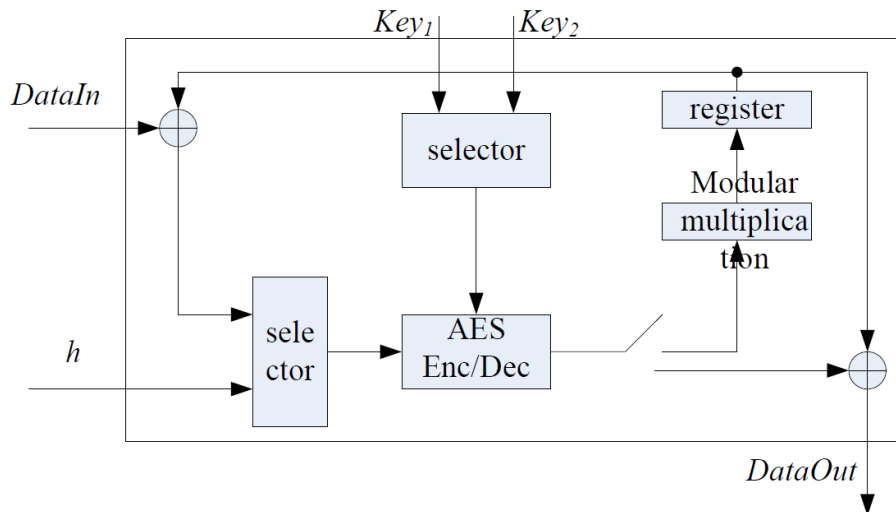 Key1 Key2
DataIn
register
selector
Modular
multiplica
tion
AES
Enc/Dec
sele
ctor
h
DataOut